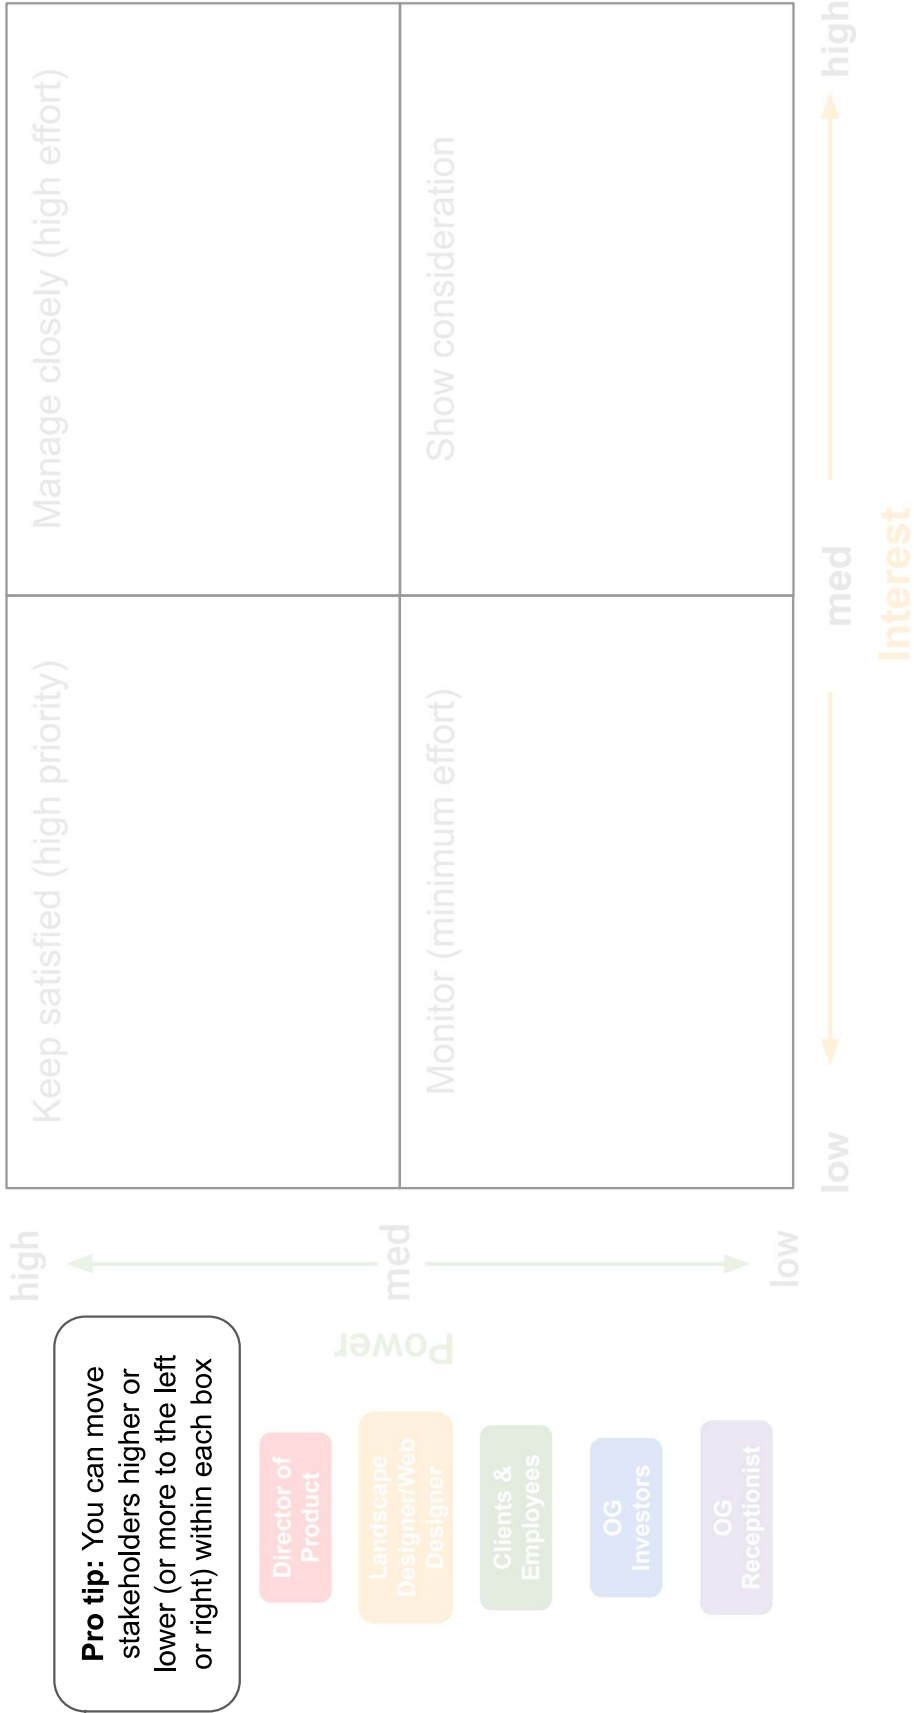 Pro tip: You can move
stakeholders higher or
lower (or more to the left
or right) within each box
Director of
Product
Landscape
Designer/Web
Designer
Clients &
Employees
OG
Investors
OG
Receptionist
Power
high
med
low
Keep satisfied (high priority)
Manage closely (high effort)
Monitor (minimum effort)
Show consideration
low
med
high
Interest